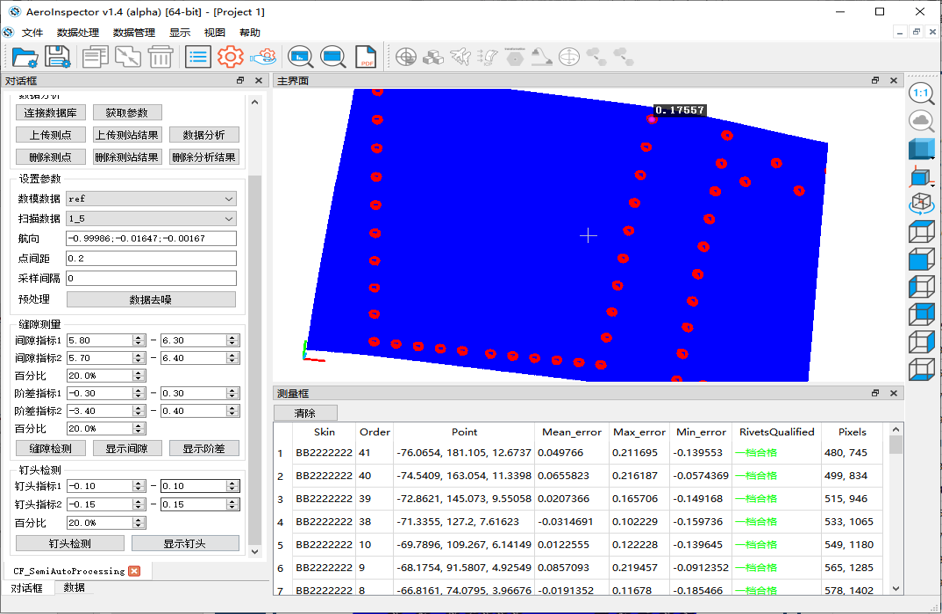 AeroInspector v1.4 (alpha) [64-bit] - [Project 1]
文件 数据处理 数据管理 显示 视图 帮助
PDF
对话框
主界面
数据分析
连接数据库 获取参数
上传测点 上传测站结果 数据分析
删除测点 删除测站结果 删除分析结果
设置参数
数模数据 ref
扫描数据 1_5
航向 -0.99986;-0.01647;-0.00167
点间距 0.2
采样间隔 0
预处理 数据去噪
缝隙测量
间隙指标1 5.80 - 6.30
间隙指标2 5.70 - 6.40
百分比 20.0%
阶差指标1 -0.30 - 0.30
阶差指标2 -3.40 - 0.40
百分比 20.0%
缝隙检测 显示间隙 显示阶差
钉头检测
钉头指标1 -0.10 - 0.10
钉头指标2 -0.15 - 0.15
百分比 20.0%
钉头检测 显示钉头
CF_SemiAutoProcessing
对话框 数据
0.17557
1:1
测量框
清除
Skin Order Point Mean_error Max_error Min_error RivetsQualified Pixels
1 BB2222222 41 -76.0654, 181.105, 12.6737 0.049766 0.211695 -0.139553 一档合格 480, 745
2 BB2222222 40 -74.5409, 163.054, 11.3398 0.0655823 0.216187 -0.0574369 一档合格 499, 834
3 BB2222222 39 -72.8621, 145.073, 9.55058 0.0207366 0.165706 -0.149168 一档合格 515, 946
4 BB2222222 38 -71.3355, 127.2, 7.61623 -0.0314691 0.102229 -0.159736 一档合格 533, 1065
5 BB2222222 10 -69.7896, 109.267, 6.14149 0.0122555 0.122228 -0.139645 一档合格 549, 1180
6 BB2222222 9 -68.1754, 91.5807, 4.92549 0.0857093 0.219457 -0.0912352 一档合格 565, 1285
7 BB2222222 8 -66.8161, 74.0795, 3.96676 -0.0191352 0.11678 -0.185466 一档合格 578, 1402